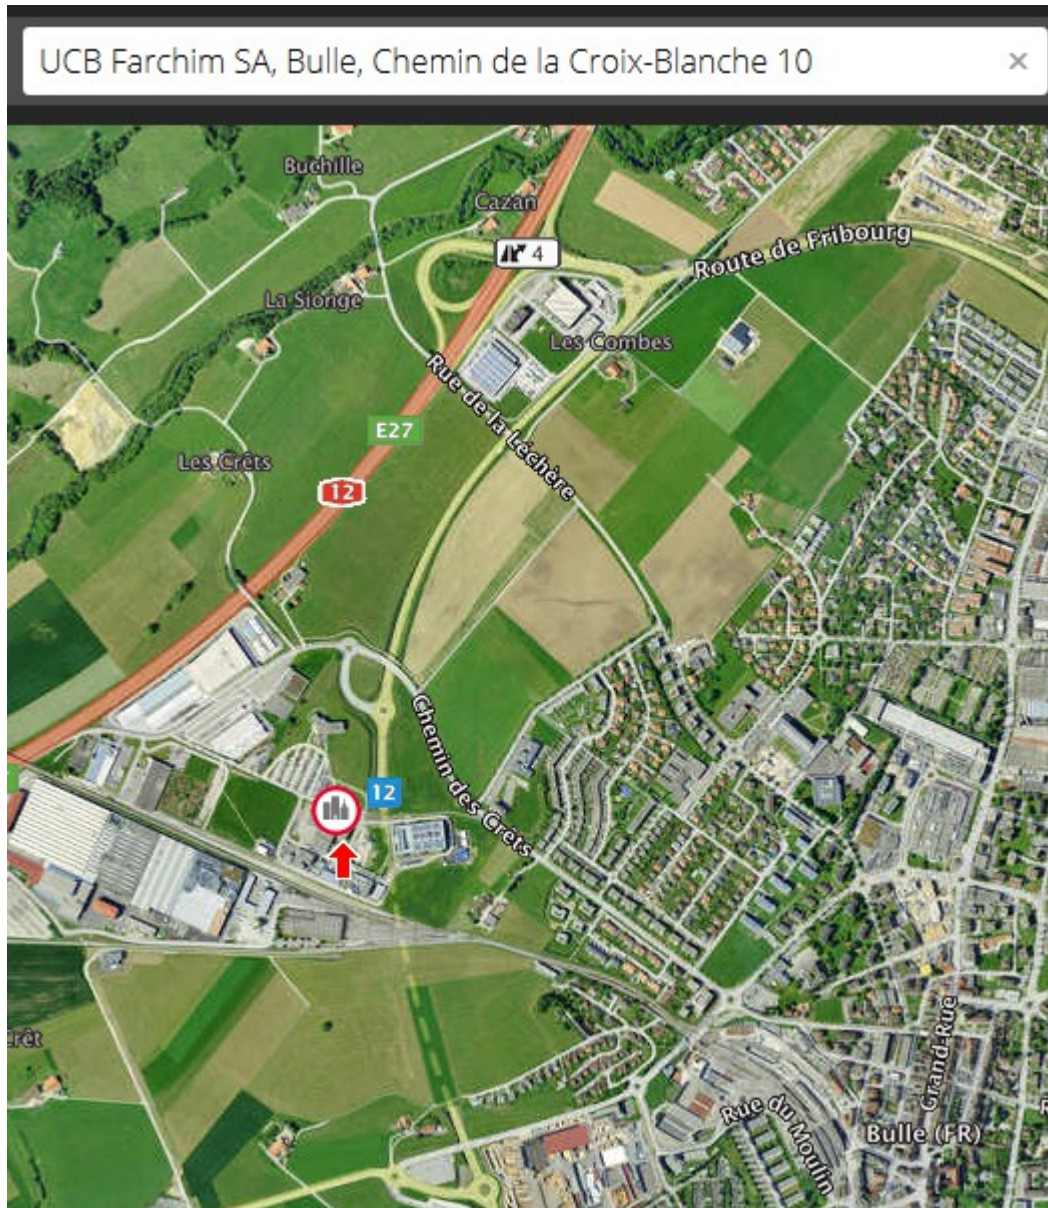 UCB Farchim SA, Bulle, Chemin de la Croix-Blanche 10 ×
Buchille
Cazan
4
Route de Fribourg
La Sionge
Les Combes
Rue de la Léchère
E27
Les Crêts
12
Chemin des Crêts
12
Crêt
Grand-Rue
Rue du Moulin
Bulle (FR)